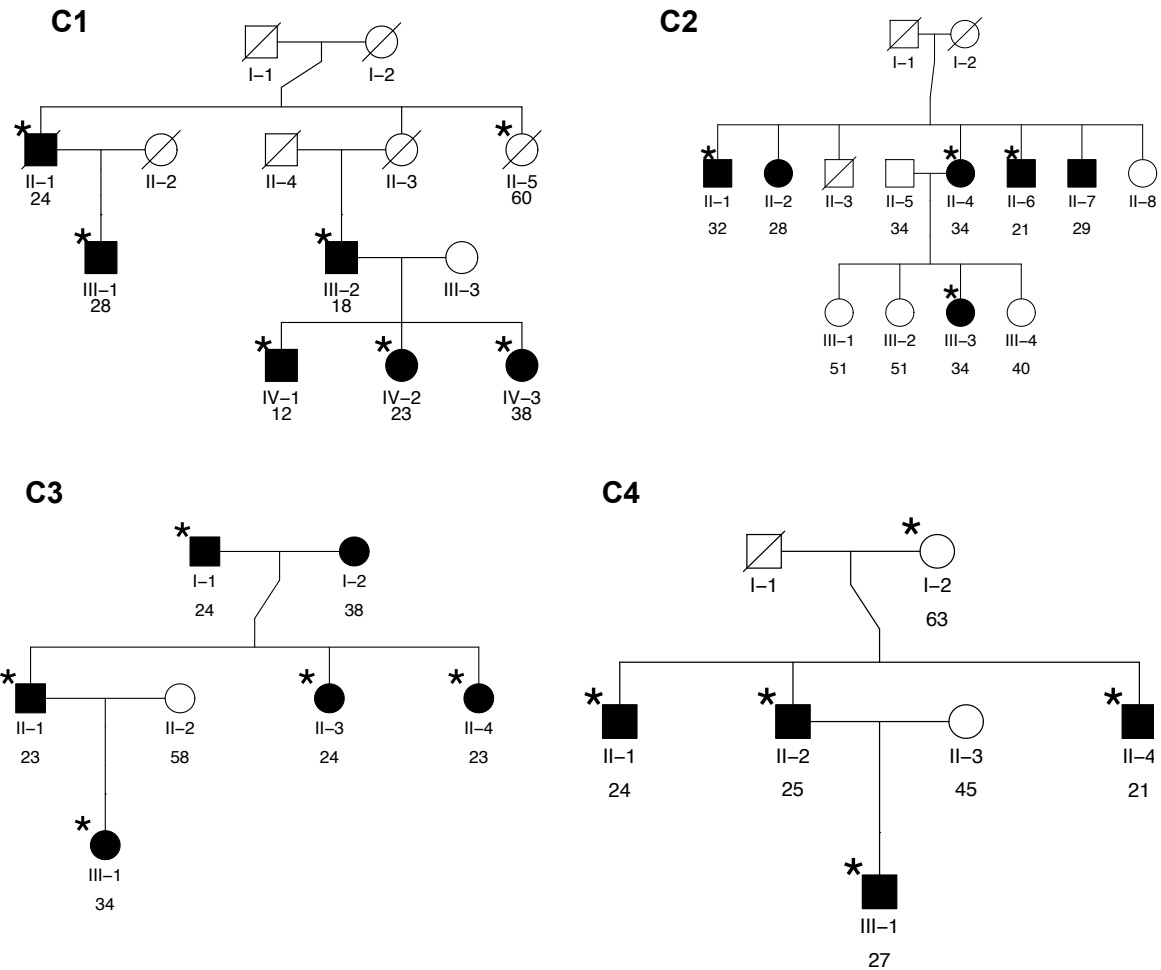 C1
I–1 I–2
* *
II–1 II–2 II–4 II–3 II–5
24 60
* *
III–1 III–2 III–3
28 18
* * *
IV–1 IV–2 IV–3
12 23 38
C2
I–1 I–2
* * *
II–1 II–2 II–3 II–5 II–4 II–6 II–7 II–8
32 28 34 34 21 29
*
III–1 III–2 III–3 III–4
51 51 34 40
C3
*
I–1 I–2
24 38
* * *
II–1 II–2 II–3 II–4
23 58 24 23
*
III–1
34
C4
*
I–1 I–2
63
* * *
II–1 II–2 II–3 II–4
24 25 45 21
*
III–1
27